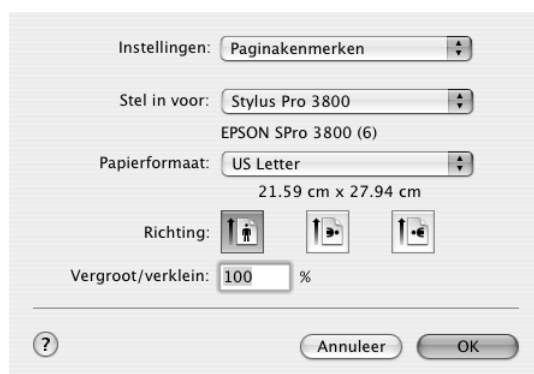 Instellingen: Paginakenmerken
Stel in voor: Stylus Pro 3800
EPSON SPro 3800 (6)
Papierformaat: US Letter
21.59 cm x 27.94 cm
Richting:
Vergroot/verklein: 100 %
? Annuleer OK